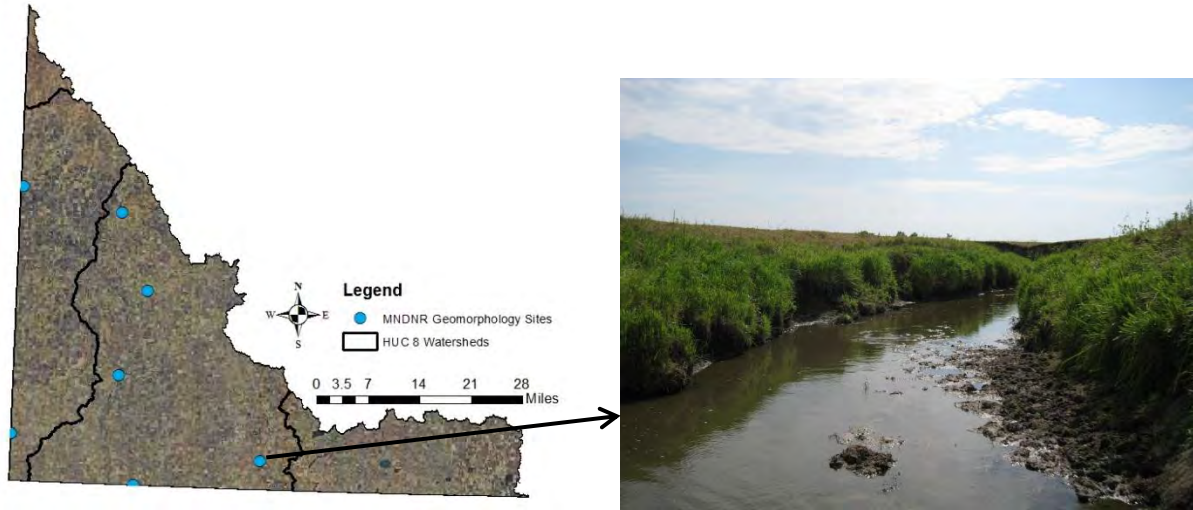 N
W E
S
Legend
MNDNR Geomorphology Sites
HUC 8 Watersheds
0 3.5 7 14 21 28
Miles